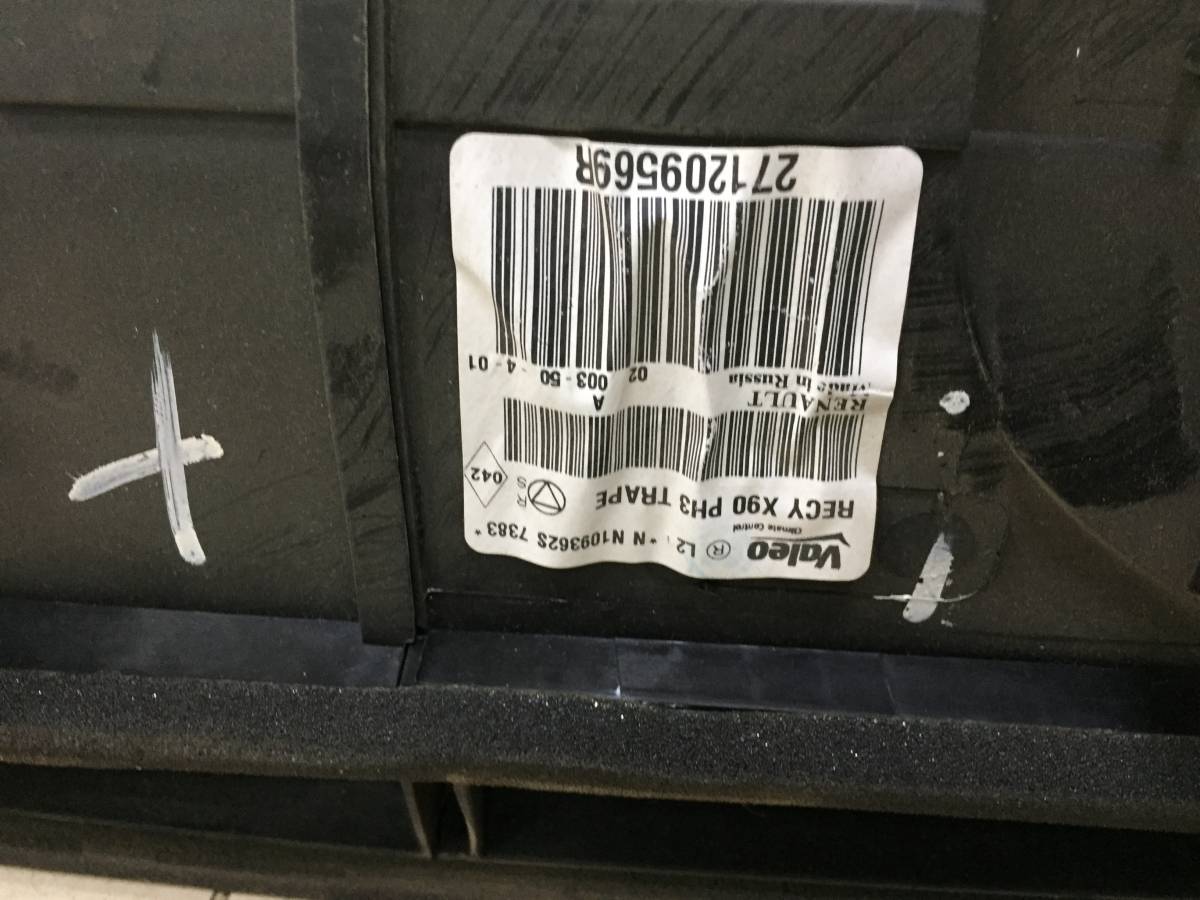 Valeo ® L2 * N N109362S 7383 *
Climate Control
RECY X90 PH3 TRAPE
S R
042
RENAULT A
Made in Russia 02 003-50 - 4 - 01
271209569R